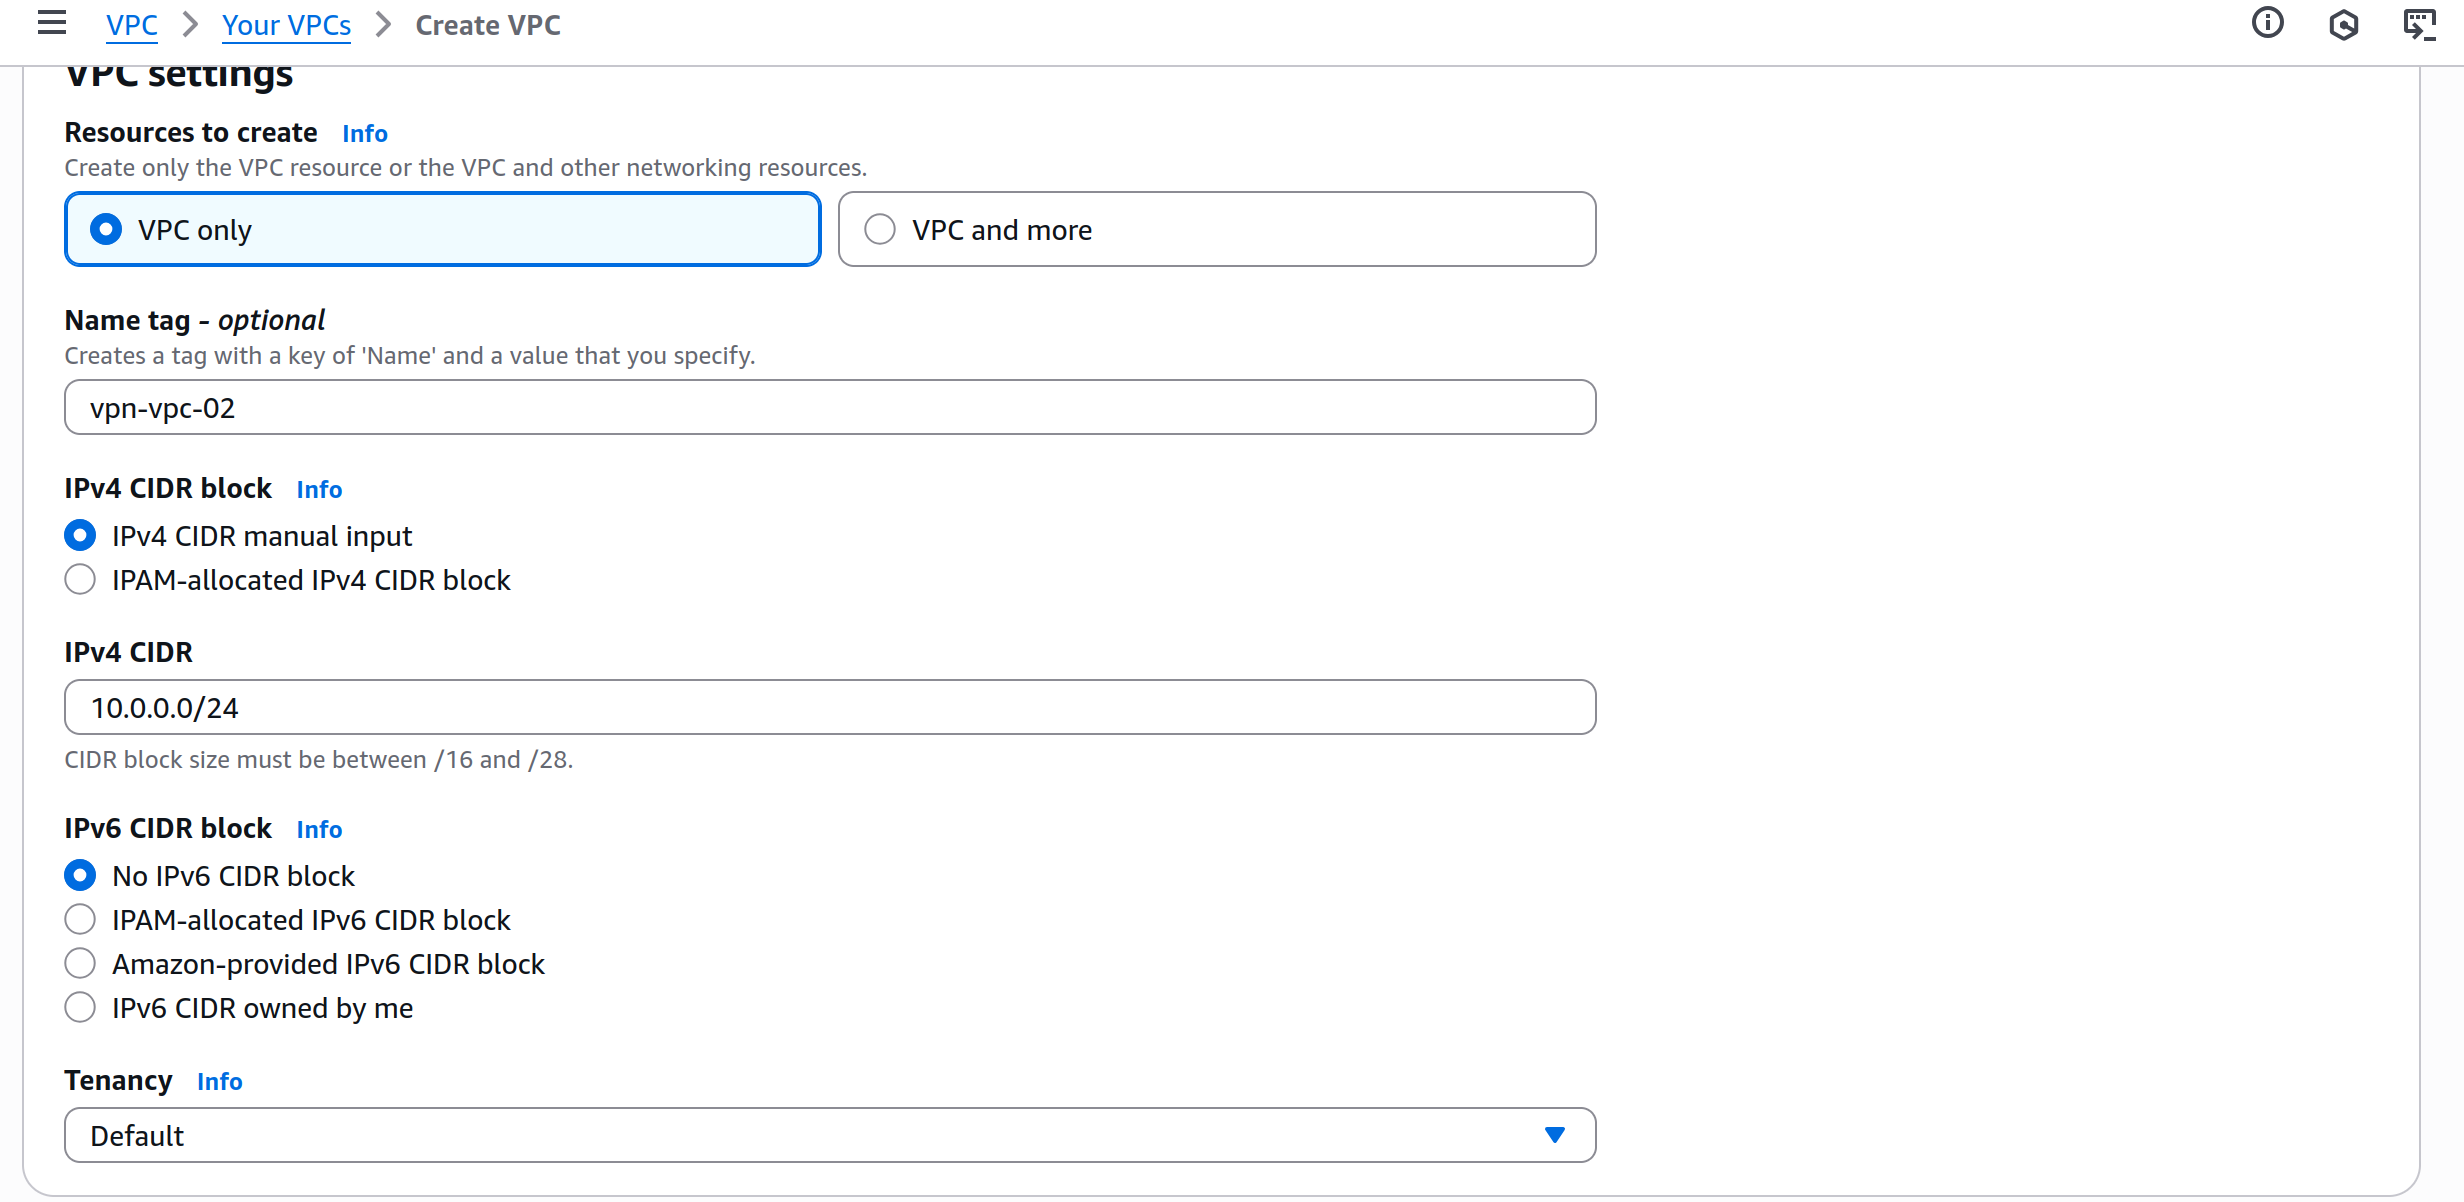 VPC > Your VPCs > Create VPC
VPC settings
Resources to create Info
Create only the VPC resource or the VPC and other networking resources.
VPC only
VPC and more
Name tag - optional
Creates a tag with a key of 'Name' and a value that you specify.
vpn-vpc-02
IPv4 CIDR block Info
IPv4 CIDR manual input
IPAM-allocated IPv4 CIDR block
IPv4 CIDR
10.0.0.0/24
CIDR block size must be between /16 and /28.
IPv6 CIDR block Info
No IPv6 CIDR block
IPAM-allocated IPv6 CIDR block
Amazon-provided IPv6 CIDR block
IPv6 CIDR owned by me
Tenancy Info
Default